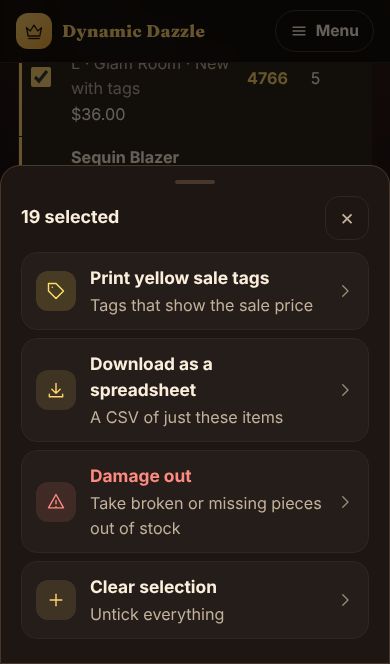 Dynamic Dazzle
Menu
L · Glam Room · New
with tags
4766
5
$36.00
Sequin Blazer
19 selected
Print yellow sale tags
Tags that show the sale price
Download as a
spreadsheet
A CSV of just these items
Damage out
Take broken or missing pieces
out of stock
Clear selection
Untick everything